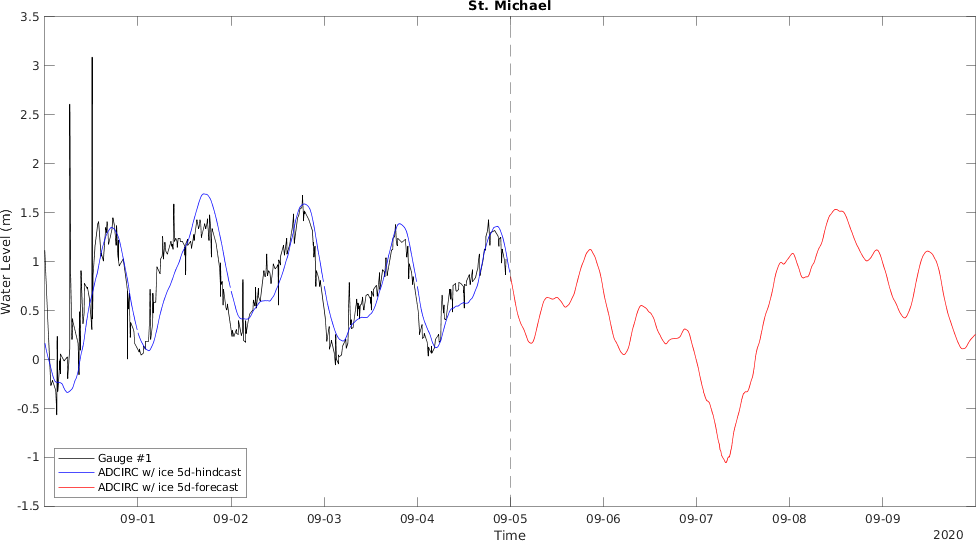 St. Michael
3.5
3
2.5
2
1.5
1
0.5
0
-0.5
-1
-1.5
Water Level (m)
Gauge #1
ADCIRC w/ ice 5d-hindcast
ADCIRC w/ ice 5d-forecast
09-01 09-02 09-03 09-04 09-05 09-06 09-07 09-08 09-09
Time
2020